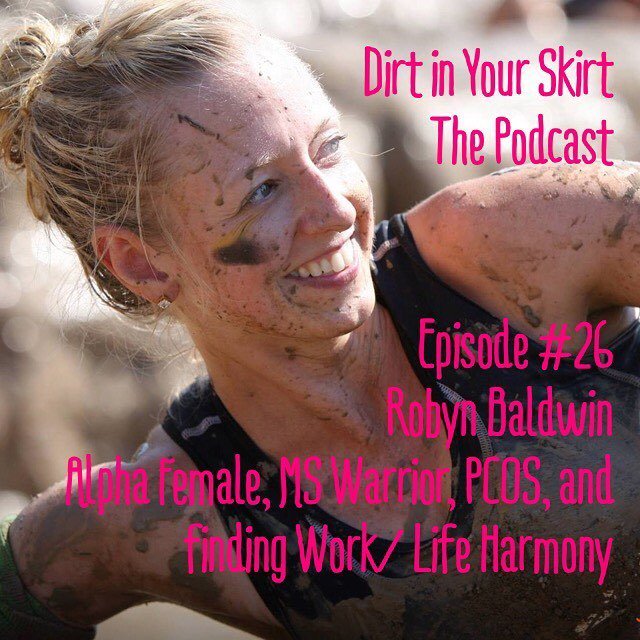 Dirt in Your Skirt
The Podcast
Episode #26
Robyn Baldwin
Alpha Female, MS Warrior, PCOS, and
finding Work/ Life Harmony